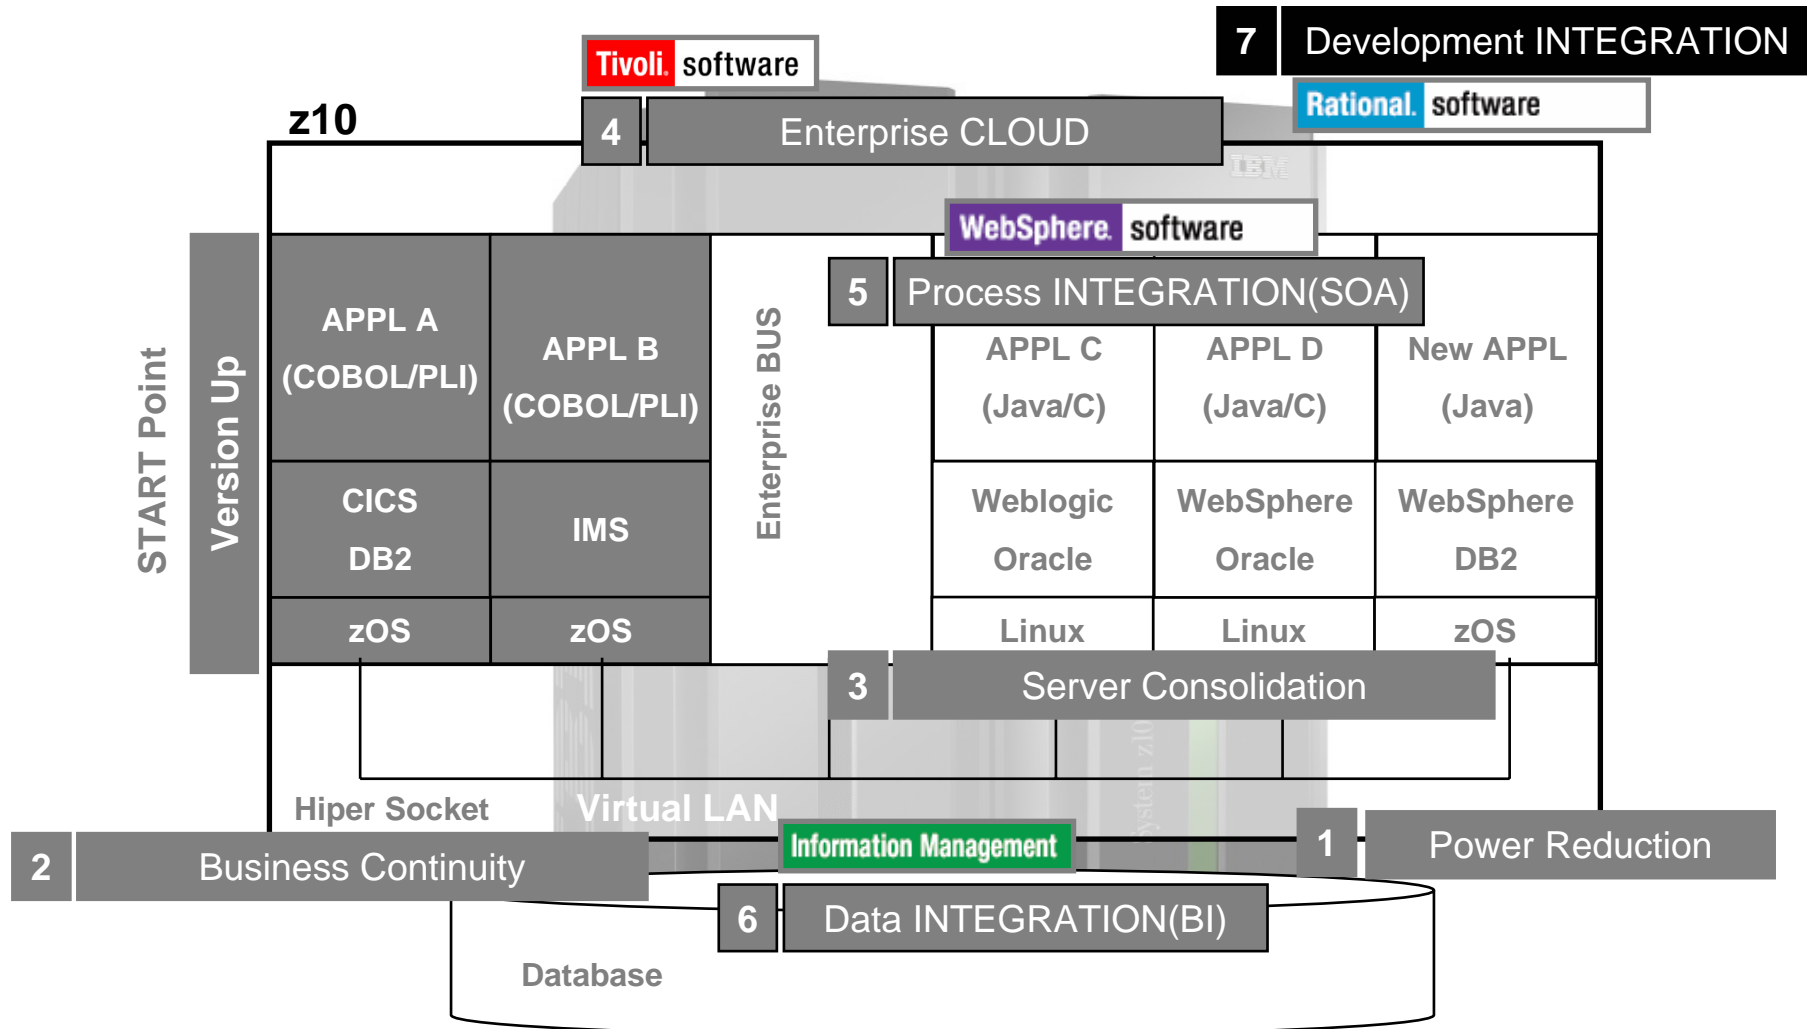 7 Development INTEGRATION
Tivoli. software
Rational. software
z10
4 Enterprise CLOUD
IBM
WebSphere. software
5 Process INTEGRATION(SOA)
START Point
Version Up
APPL A
(COBOL/PLI)
APPL B
(COBOL/PLI)
Enterprise BUS
APPL C
(Java/C)
APPL D
(Java/C)
New APPL
(Java)
CICS
DB2
IMS
Weblogic
Oracle
WebSphere
Oracle
WebSphere
DB2
zOS
zOS
Linux
Linux
zOS
3 Server Consolidation
System z10
Hiper Socket
Virtual LAN
1 Power Reduction
Information Management
2 Business Continuity
6 Data INTEGRATION(BI)
Database